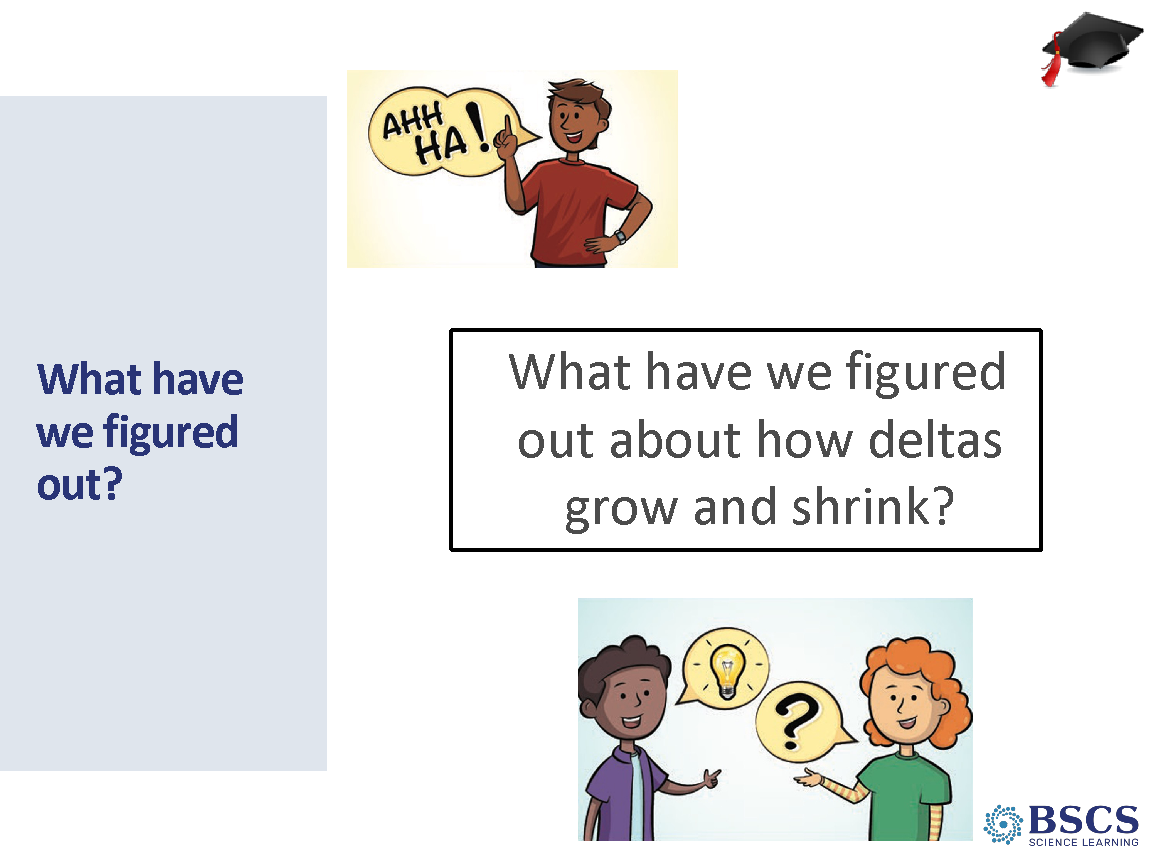 AHH
HA!
What have
we figured
out?
What have we figured
out about how deltas
grow and shrink?
?
BSCS
SCIENCE LEARNING